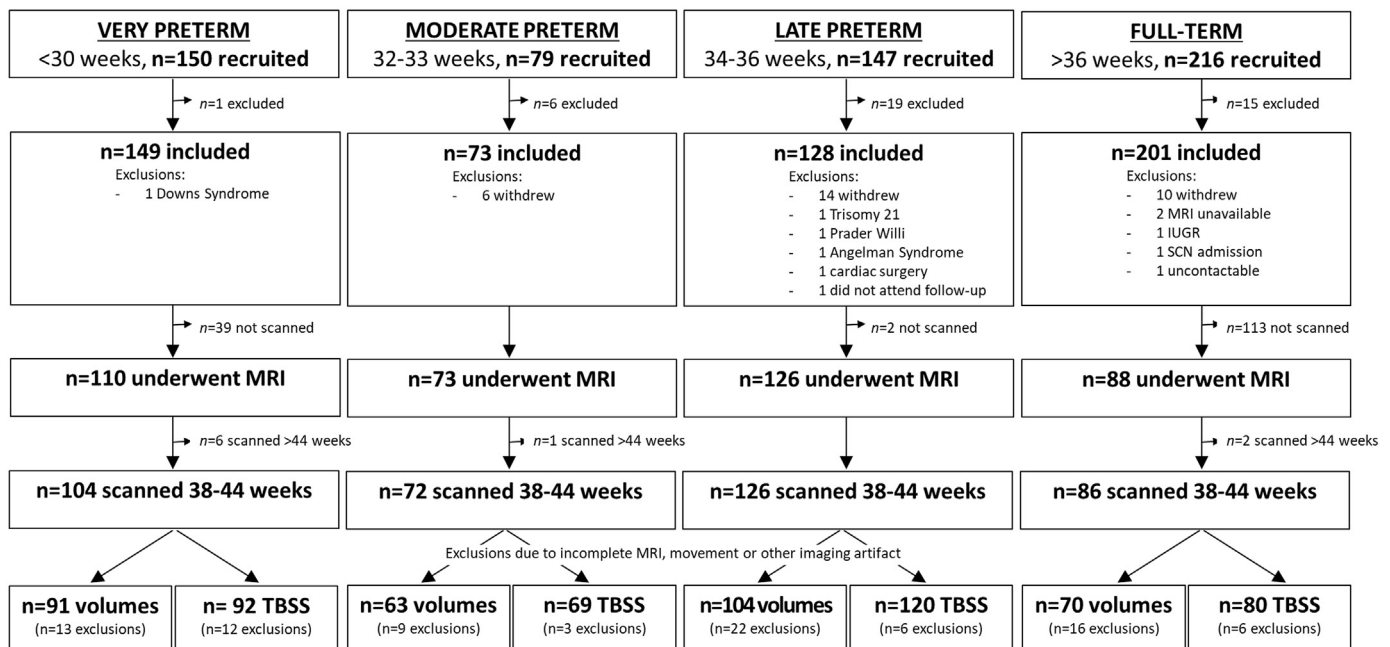 VERY PRETERM
<30 weeks, n=150 recruited
n=1 excluded
n=149 included
Exclusions:
- 1 Downs Syndrome
n=39 not scanned
n=110 underwent MRI
n=6 scanned >44 weeks
n=104 scanned 38-44 weeks
n=91 volumes
(n=13 exclusions)
n= 92 TBSS
(n=12 exclusions)
MODERATE PRETERM
32-33 weeks, n=79 recruited
n=6 excluded
n=73 included
Exclusions:
- 6 withdrew
n=73 underwent MRI
n=1 scanned >44 weeks
n=72 scanned 38-44 weeks
Exclusions due to incomplete MRI, movement or other imaging artifact
n=63 volumes
(n=9 exclusions)
n=69 TBSS
(n=3 exclusions)
LATE PRETERM
34-36 weeks, n=147 recruited
n=19 excluded
n=128 included
Exclusions:
- 14 withdrew
- 1 Trisomy 21
- 1 Prader Willi
- 1 Angelman Syndrome
- 1 cardiac surgery
- 1 did not attend follow-up
n=2 not scanned
n=126 underwent MRI
n=126 scanned 38-44 weeks
n=104 volumes
(n=22 exclusions)
n=120 TBSS
(n=6 exclusions)
FULL-TERM
>36 weeks, n=216 recruited
n=15 excluded
n=201 included
Exclusions:
- 10 withdrew
- 2 MRI unavailable
- 1 IUGR
- 1 SCN admission
- 1 uncontactable
n=113 not scanned
n=88 underwent MRI
n=2 scanned >44 weeks
n=86 scanned 38-44 weeks
n=70 volumes
(n=16 exclusions)
n=80 TBSS
(n=6 exclusions)